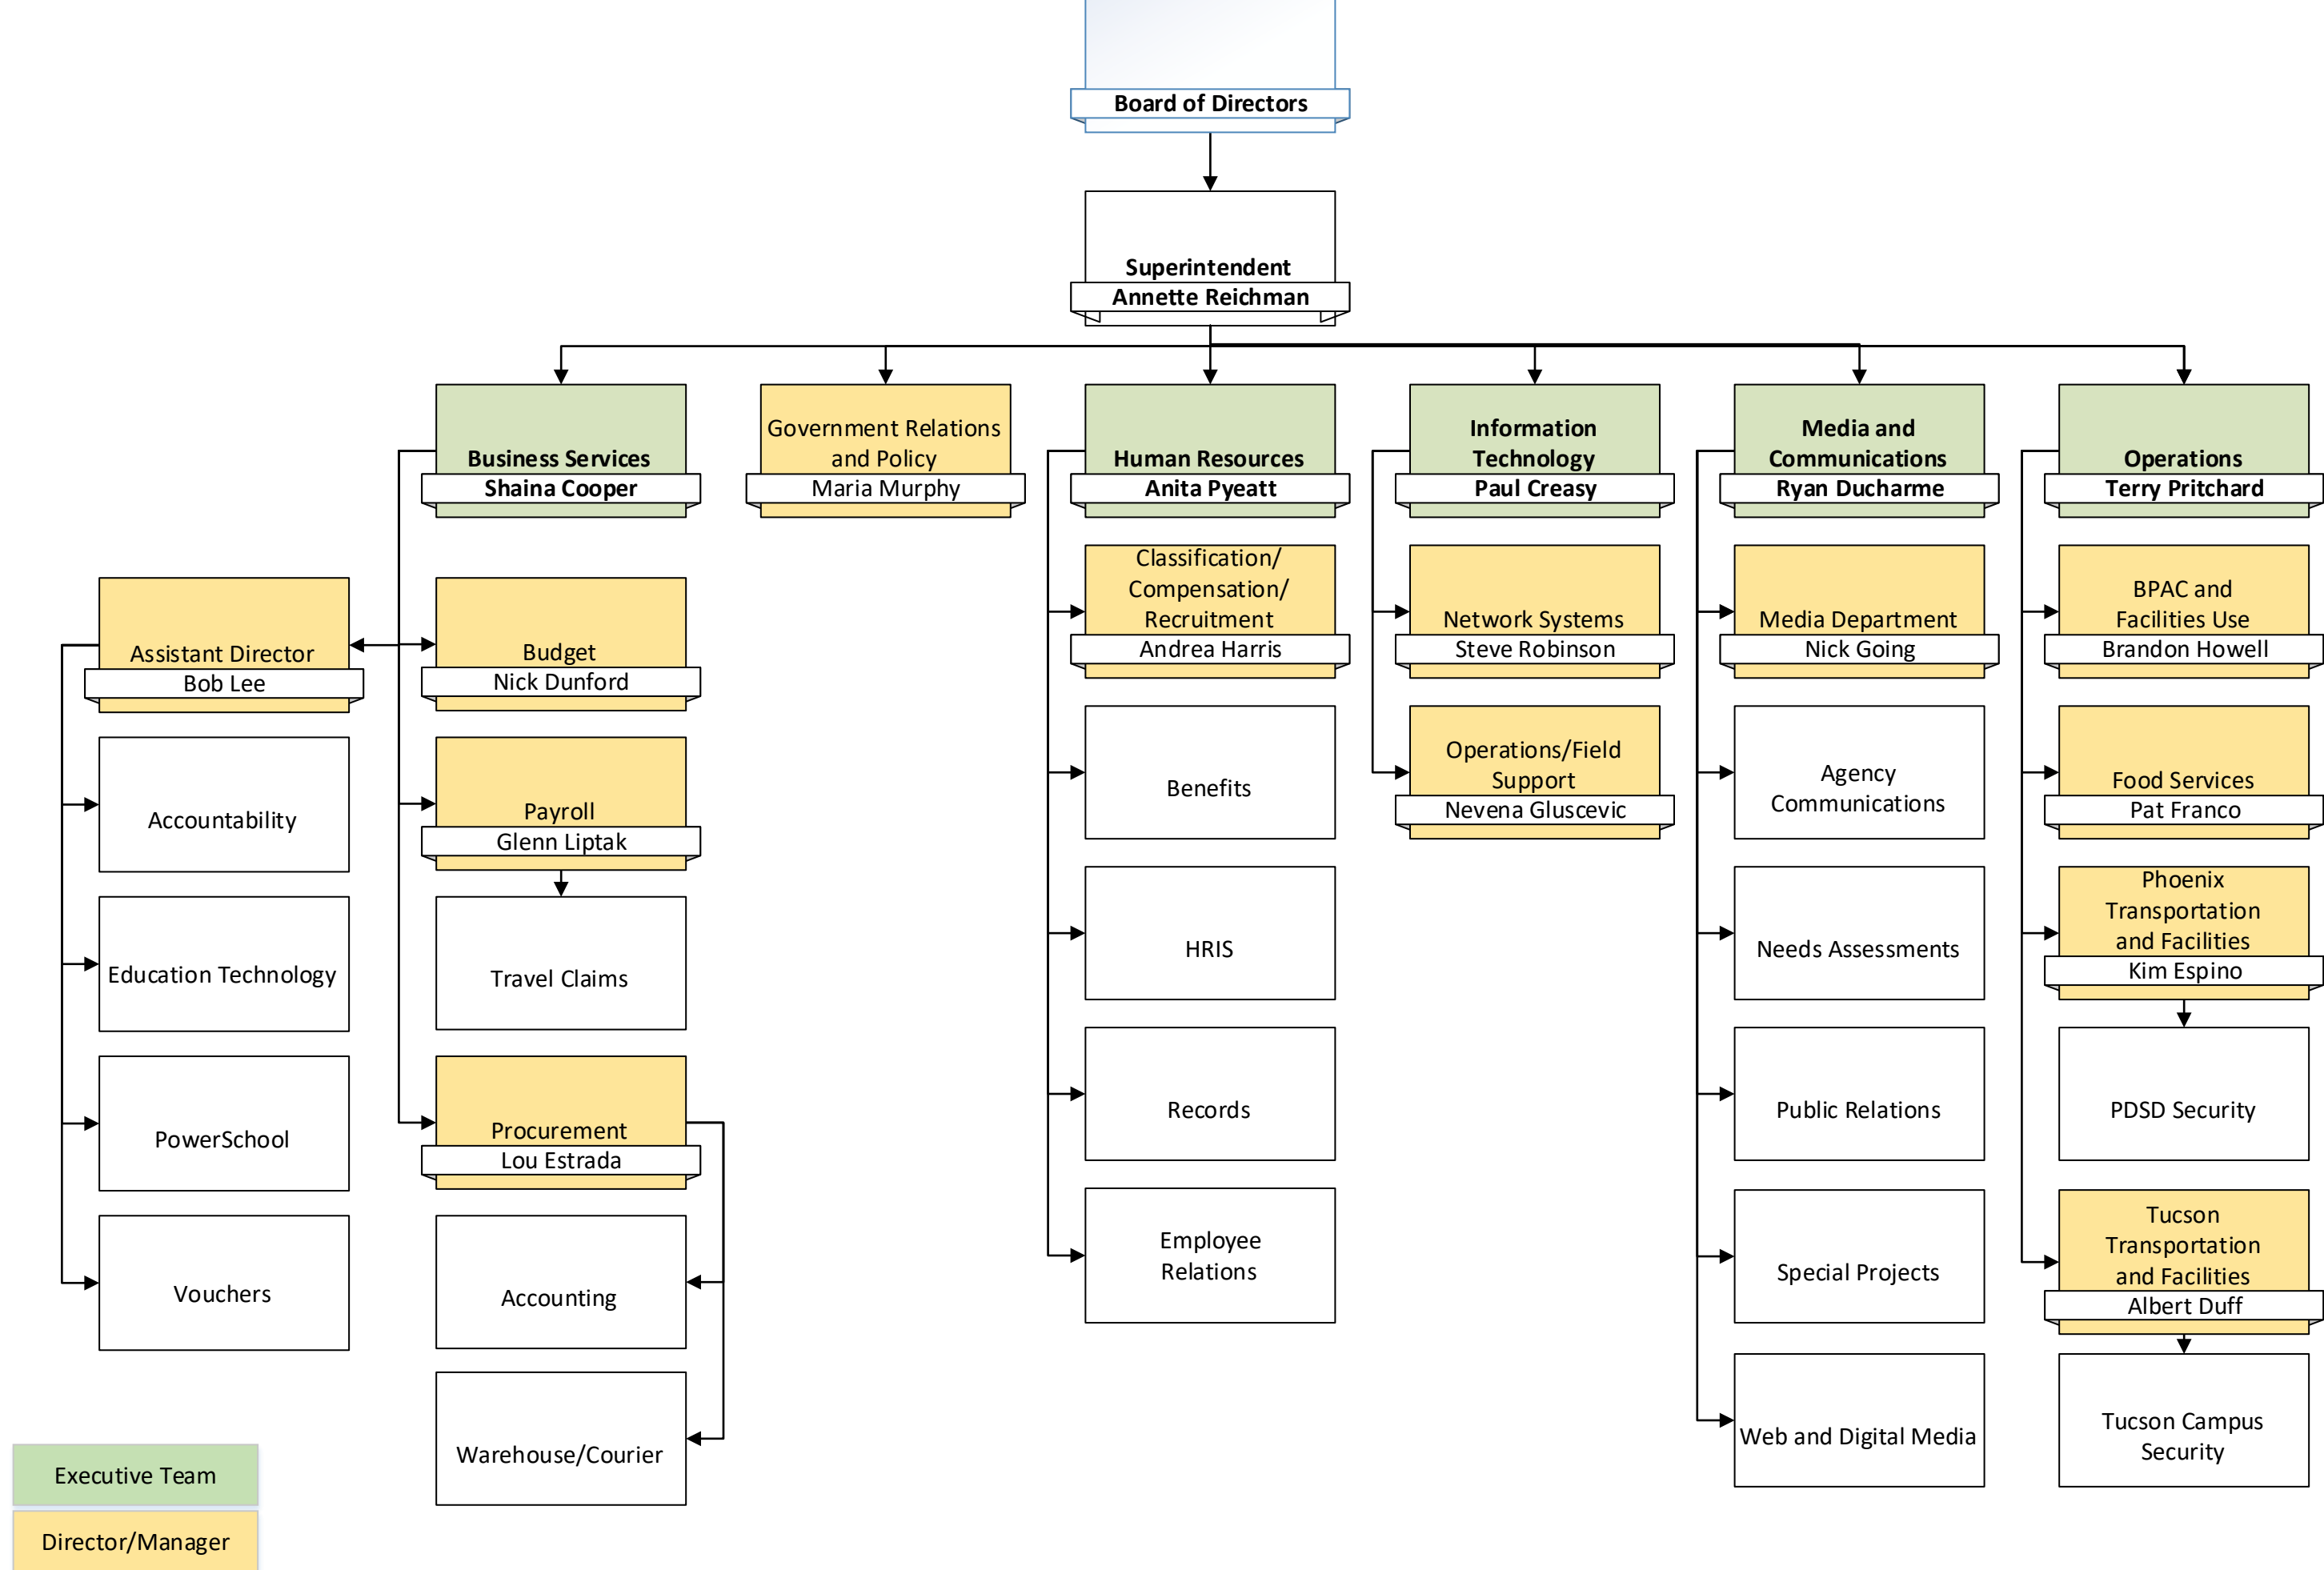 Board of Directors
Superintendent
Annette Reichman
Business Services
Shaina Cooper
Government Relations
and Policy
Maria Murphy
Human Resources
Anita Pyeatt
Information
Technology
Paul Creasy
Media and
Communications
Ryan Ducharme
Operations
Terry Pritchard
Assistant Director
Bob Lee
Accountability
Education Technology
PowerSchool
Vouchers
Budget
Nick Dunford
Payroll
Glenn Liptak
Travel Claims
Procurement
Lou Estrada
Accounting
Warehouse/Courier
Classification/
Compensation/
Recruitment
Andrea Harris
Benefits
HRIS
Records
Employee
Relations
Network Systems
Steve Robinson
Operations/Field
Support
Nevena Gluscevic
Media Department
Nick Going
Agency
Communications
Needs Assessments
Public Relations
Special Projects
Web and Digital Media
BPAC and
Facilities Use
Brandon Howell
Food Services
Pat Franco
Phoenix
Transportation
and Facilities
Kim Espino
PDSD Security
Tucson
Transportation
and Facilities
Albert Duff
Tucson Campus
Security
Executive Team
Director/Manager